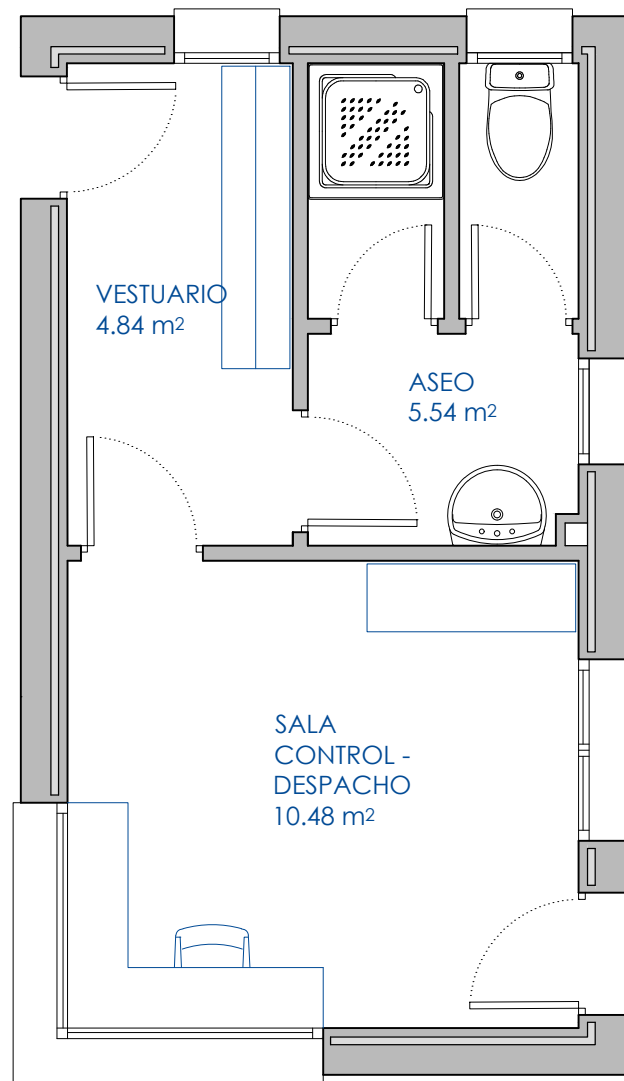 VESTUARIO
4.84 m²
ASEO
5.54 m²
SALA
CONTROL -
DESPACHO
10.48 m²